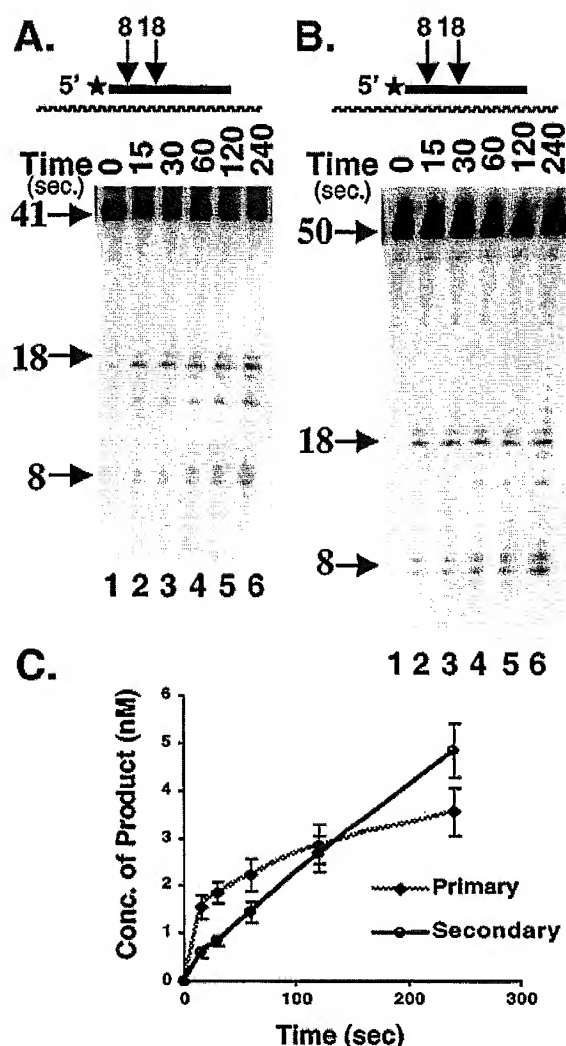 A.
8 18
5' ★
Time 0 15 30 60 120 240
(sec.)
41
18
8
1 2 3 4 5 6
B.
8 18
5' ★
Time 0 15 30 60 120 240
(sec.)
50
18
8
1 2 3 4 5 6
C.
Conc. of Product (nM)
6
5
4
3
2
1
0
0 100 200 300
Time (sec)
Primary
Secondary